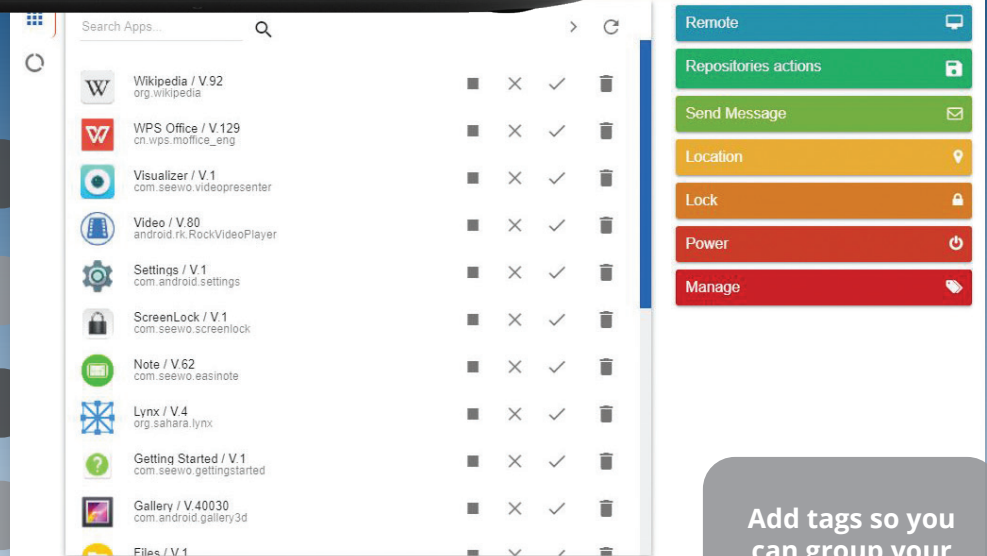 Search Apps...
Wikipedia / V.92
org.wikipedia
WPS Office / V.129
cn.wps.moffice_eng
Visualizer / V.1
com.seewo.videopresenter
Video / V.80
android.rk.RockVideoPlayer
Settings / V.1
com.android.settings
ScreenLock / V.1
com.seewo.screenlock
Note / V.62
com.seewo.easinote
Lynx / V.4
org.sahara.lynx
Getting Started / V.1
com.seewo.gettingstarted
Gallery / V.40030
com.android.gallery3d
Files / V.1
Remote
Repositories actions
Send Message
Location
Lock
Power
Manage
Add tags so you
can group your